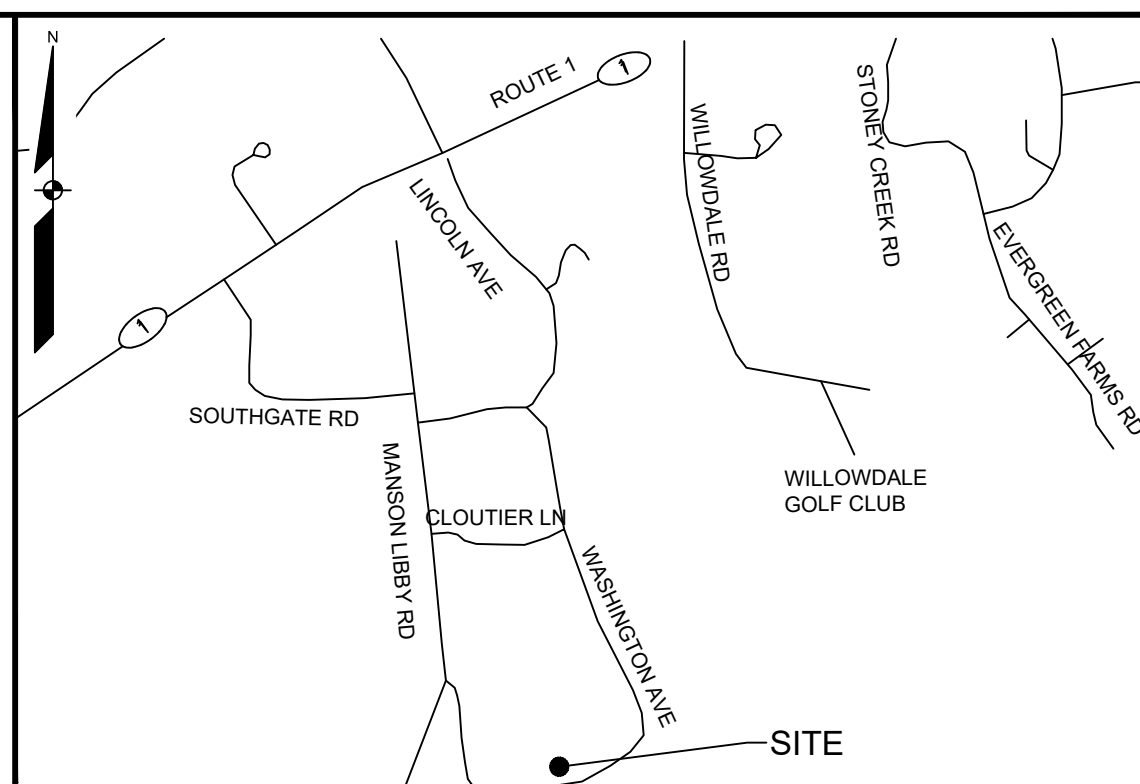 N
ROUTE 1
1
LINCOLN AVE
WILLOWDALE RD
STONEY CREEK RD
EVERGREEN FARMS RD
1
SOUTHGATE RD
MANSON LIBBY RD
CLOUTIER LN
WILLOWDALE
GOLF CLUB
WASHINGTON AVE
SITE